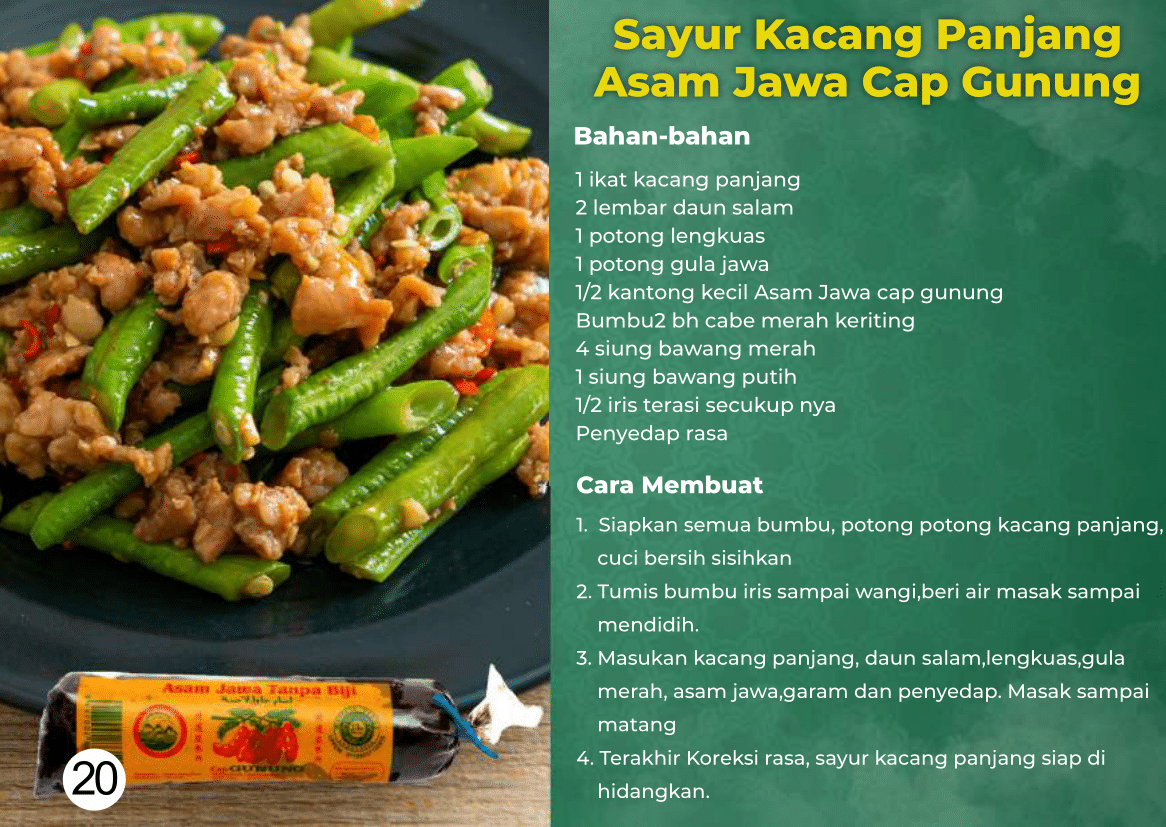 Sayur Kacang Panjang
Asam Jawa Cap Gunung
Bahan-bahan
1 ikat kacang panjang
2 lembar daun salam
1 potong lengkuas
1 potong gula jawa
1/2 kantong kecil Asam Jawa cap gunung
Bumbu2 bh cabe merah keriting
4 siung bawang merah
1 siung bawang putih
1/2 iris terasi secukup nya
Penyedap rasa
Cara Membuat
1. Siapkan semua bumbu, potong potong kacang panjang,
cuci bersih sisihkan
2. Tumis bumbu iris sampai wangi,beri air masak sampai
mendidih.
3. Masukan kacang panjang, daun salam,lengkuas,gula
merah, asam jawa,garam dan penyedap. Masak sampai
matang
4. Terakhir Koreksi rasa, sayur kacang panjang siap di
hidangkan.
Asam Jawa Tanpa Biji
Cap GUNUNG
20